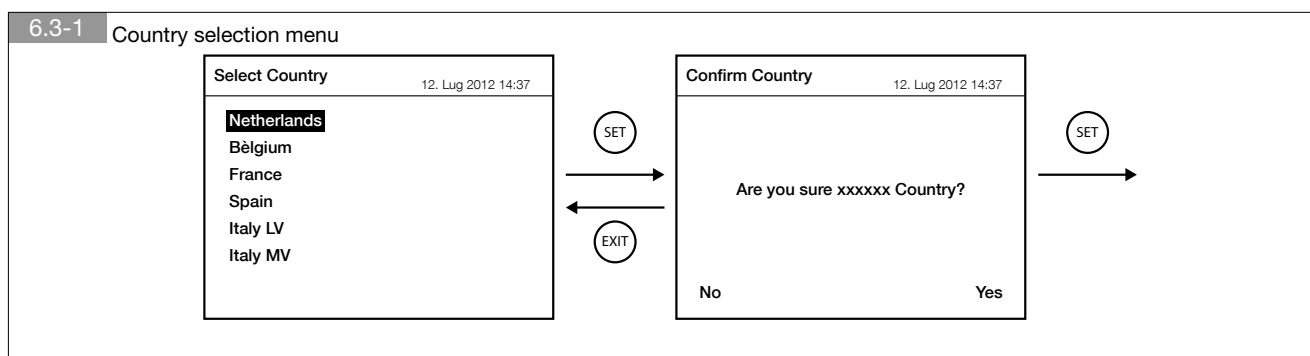 6.3-1 Country selection menu
Select Country 12. Lug 2012 14:37
Netherlands
Bèlgium
France
Spain
Italy LV
Italy MV
SET
EXIT
Confirm Country 12. Lug 2012 14:37
Are you sure xxxxxx Country?
No Yes
SET